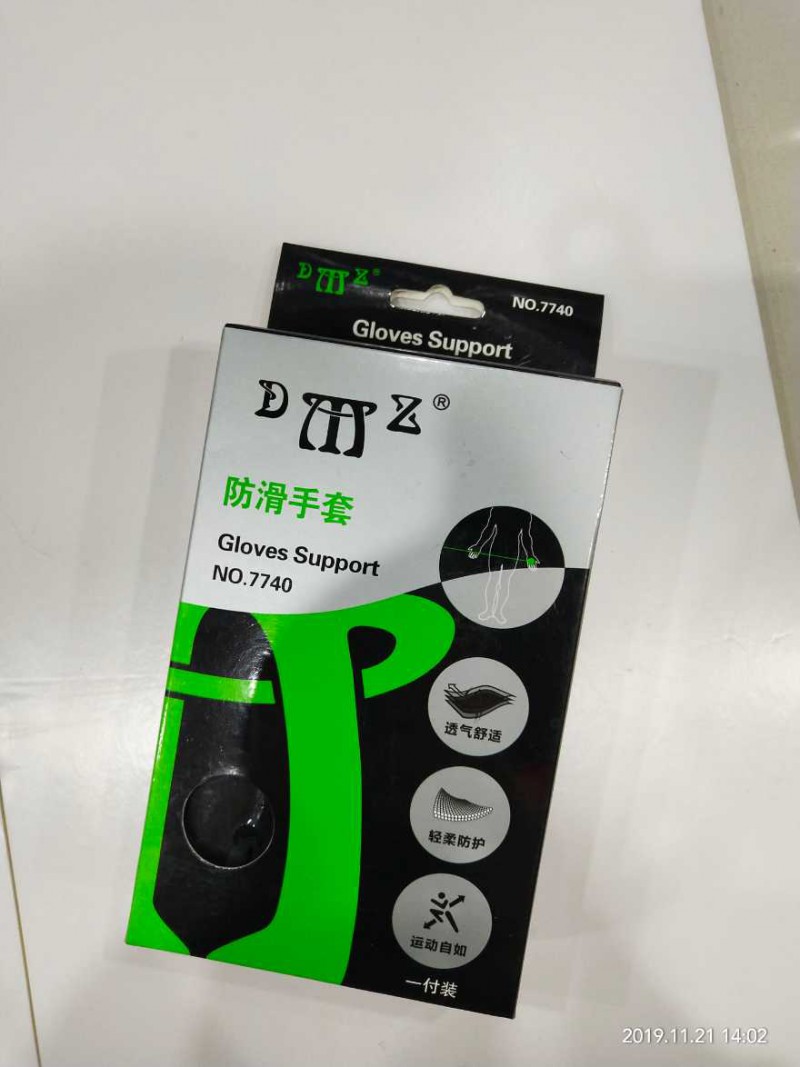 DMZ®
NO.7740
Gloves Support
DMZ®
防滑手套
Gloves Support
NO.7740
透气舒适
轻柔防护
运动自如
一付装
2019.11.21 14:02